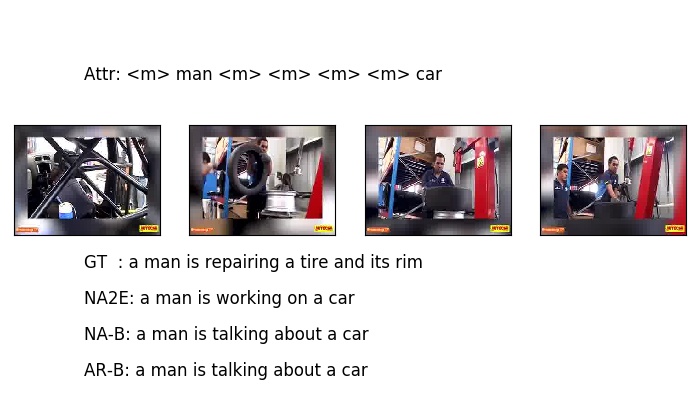 Attr: <m> man <m> <m> <m> <m> car
GT  : a man is repairing a tire and its rim
NA2E: a man is working on a car
NA-B: a man is talking about a car
AR-B: a man is talking about a car